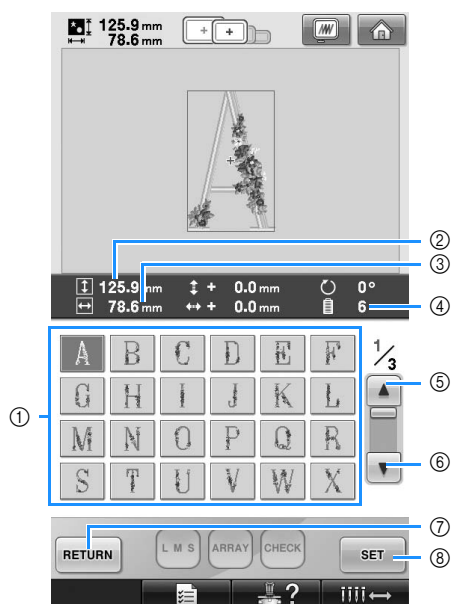 125.9 mm
78.6 mm
②
③
125.9 mm + 0.0 mm 0°
78.6 mm + 0.0 mm 6
④
A B C D E F 1/3
⑤
G H I J K L
①
M N O P Q R
⑥
S T U V W X
⑦
RETURN L M S ARRAY CHECK SET
⑧
?